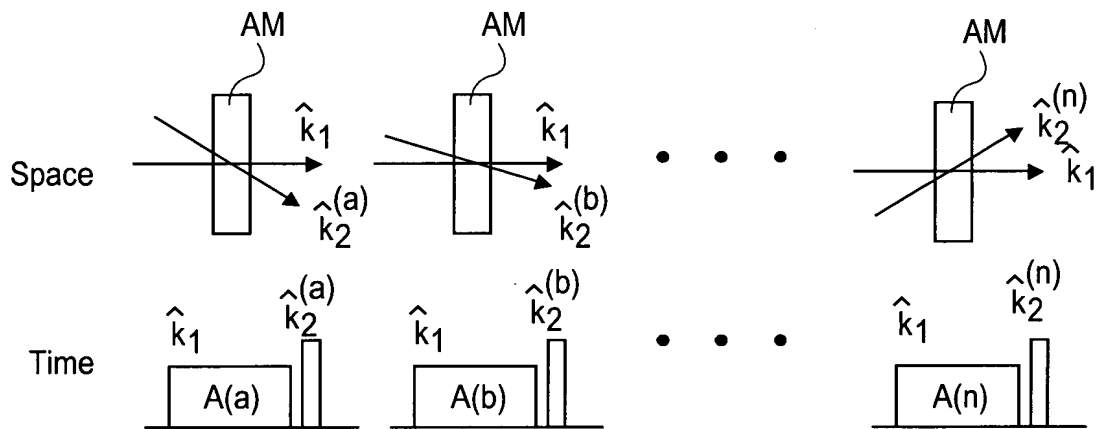 AM AM AM
Space k̂₁ k̂₁ • • • k̂₂⁽ⁿ⁾
k̂₂⁽ᵃ⁾ k̂₂⁽ᵇ⁾ k̂₁
k̂₁ k̂₂⁽ᵃ⁾ k̂₁ k̂₂⁽ᵇ⁾ • • • k̂₁ k̂₂⁽ⁿ⁾
Time A(a) A(b) A(n)